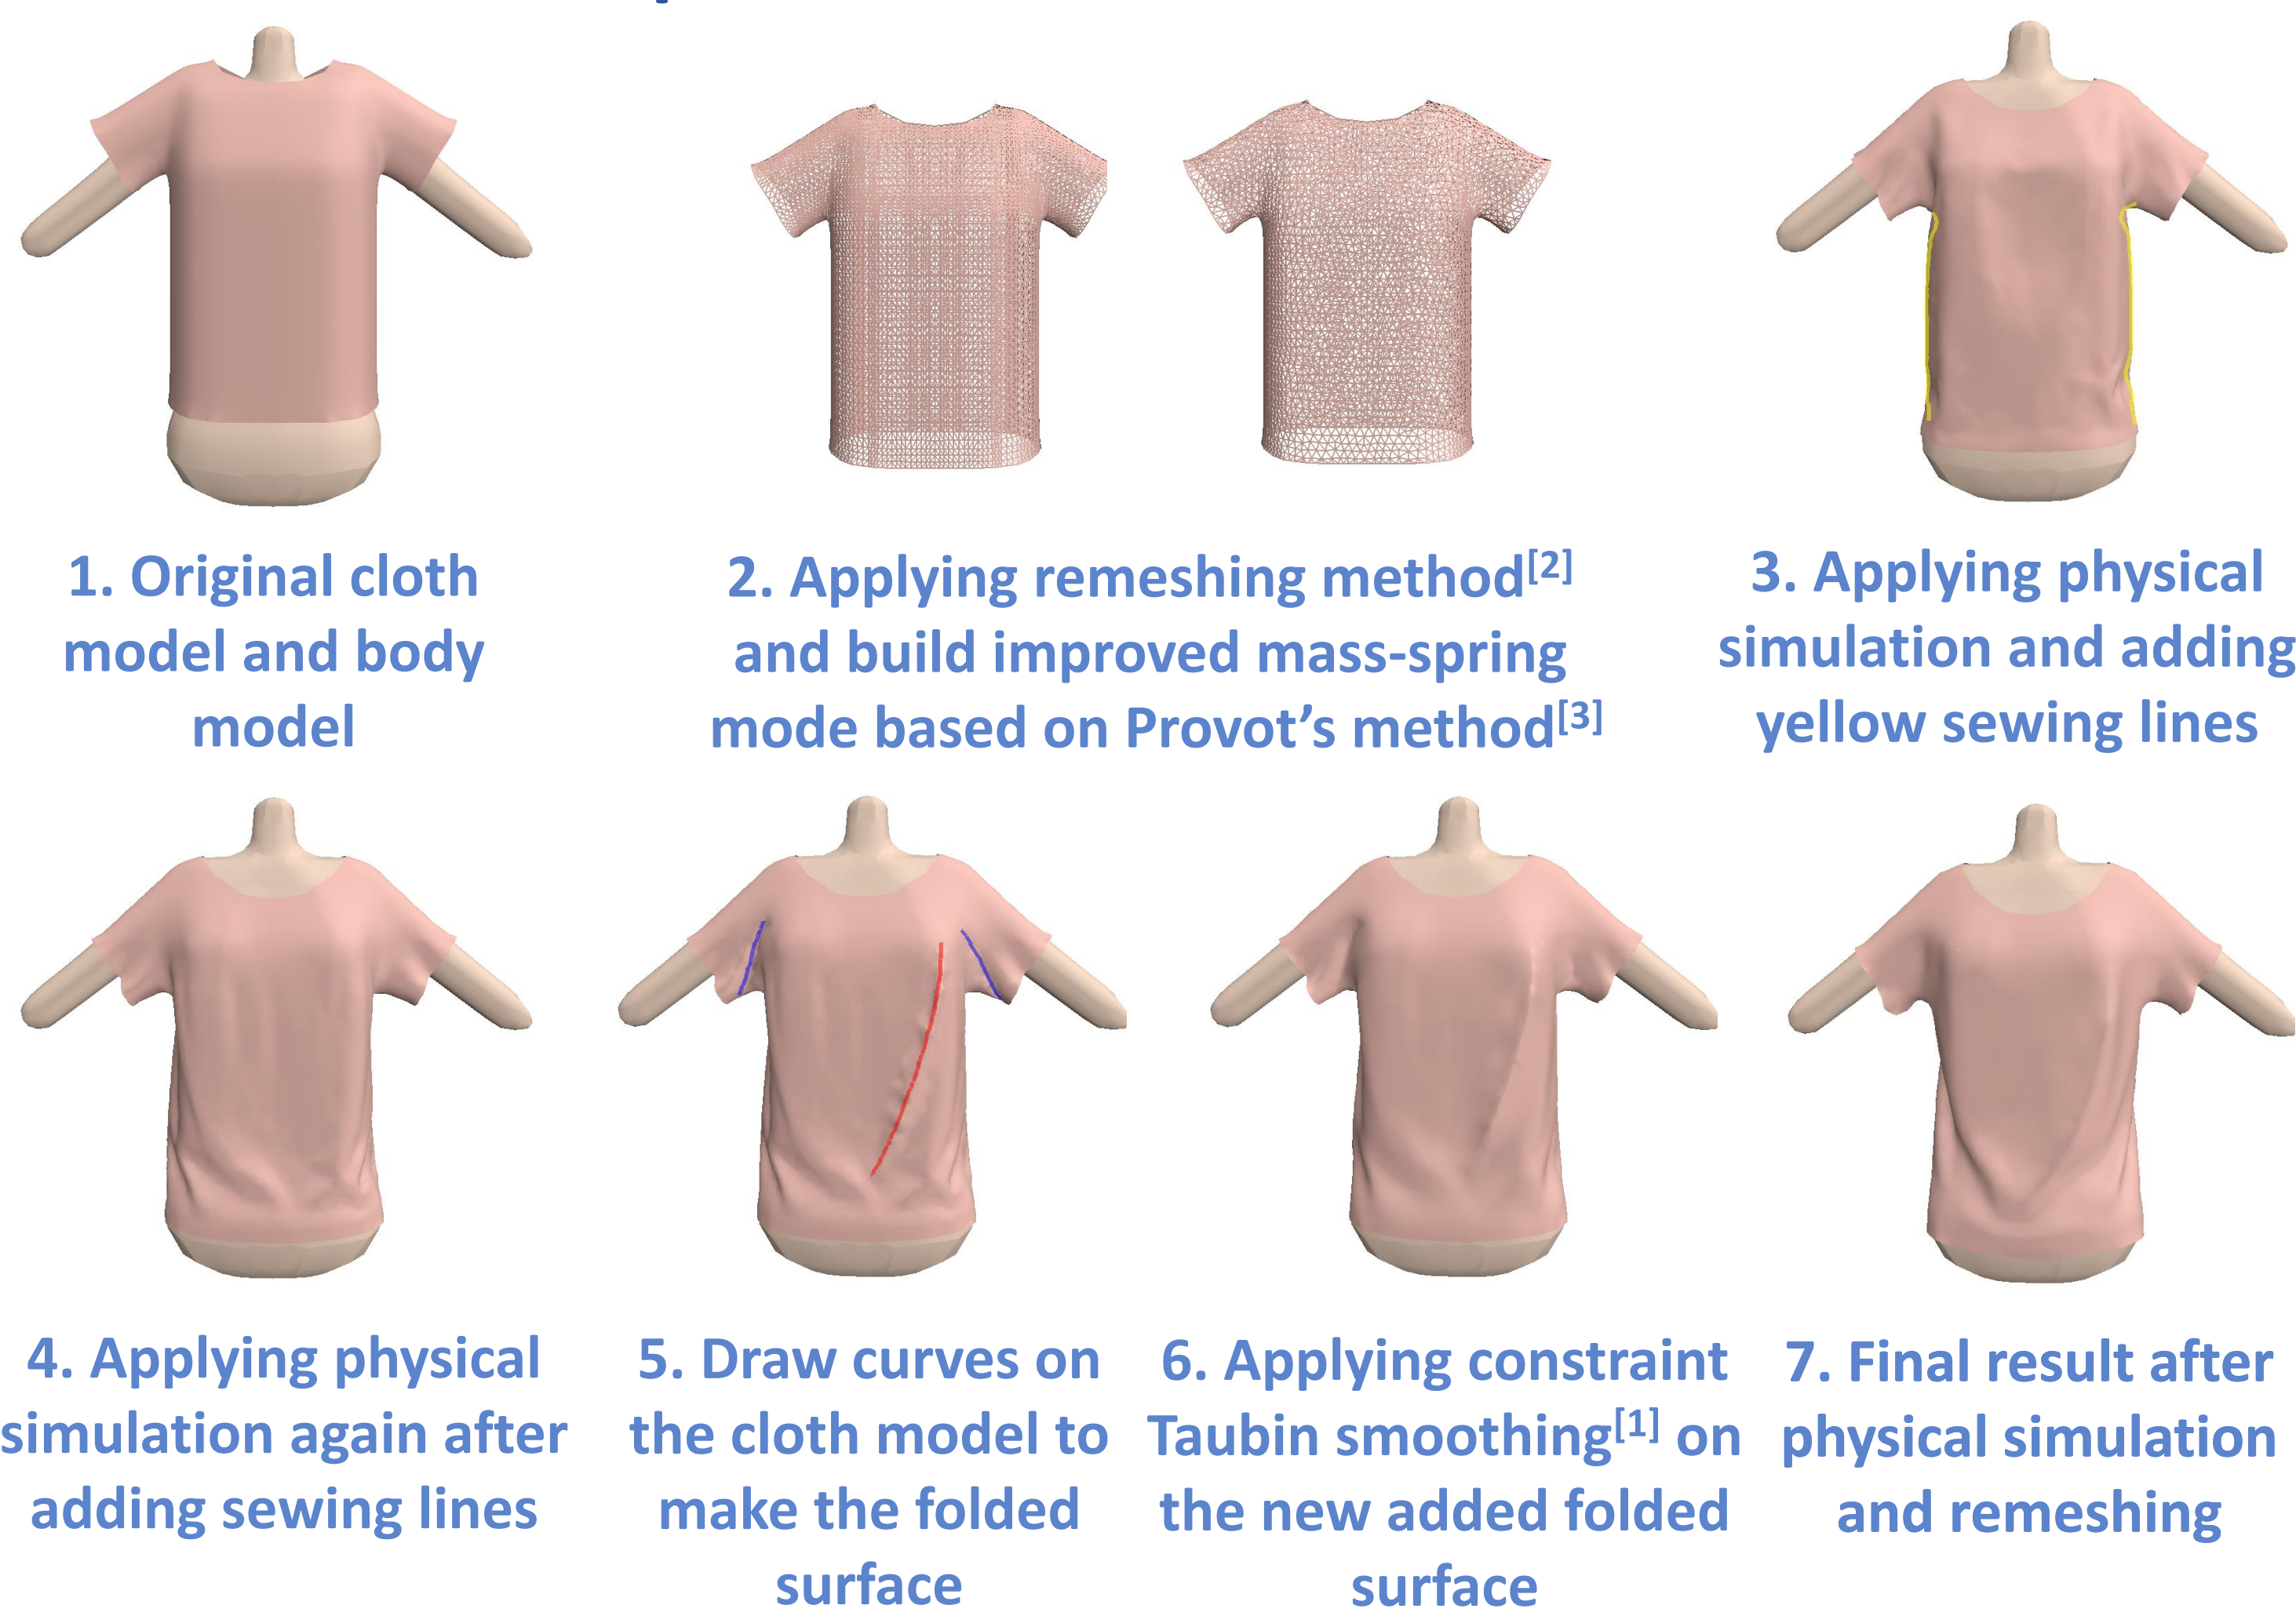 1. Original cloth
model and body
model
2. Applying remeshing method[2]
and build improved mass-spring
mode based on Provot’s method[3]
3. Applying physical
simulation and adding
yellow sewing lines
4. Applying physical
simulation again after
adding sewing lines
5. Draw curves on
the cloth model to
make the folded
surface
6. Applying constraint
Taubin smoothing[1] on
the new added folded
surface
7. Final result after
physical simulation
and remeshing